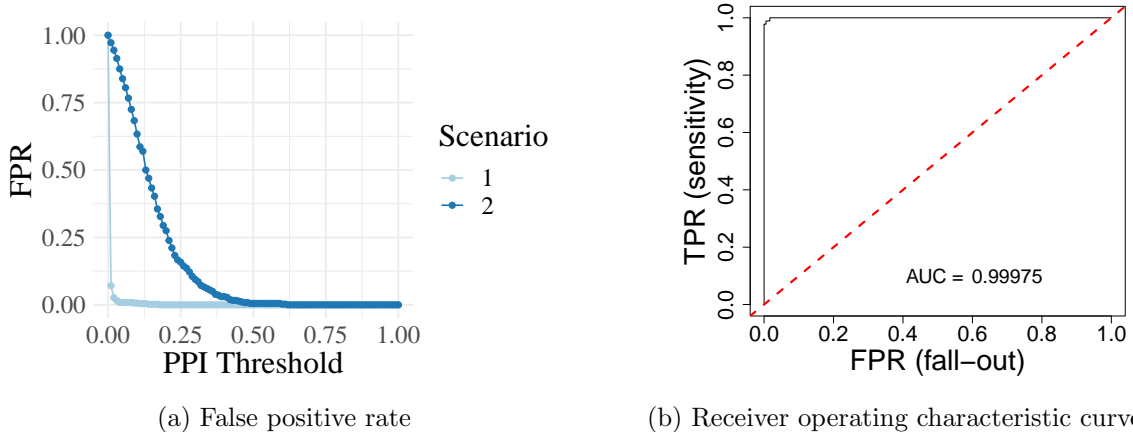 1.00
0.75
0.50
0.25
0.00
FPR
0.00 0.25 0.50 0.75 1.00
PPI Threshold
Scenario
1
2
(a) False positive rate
1.0
0.8
0.6
0.4
0.2
0.0
TPR (sensitivity)
AUC = 0.99975
0.0 0.2 0.4 0.6 0.8 1.0
FPR (fall−out)
(b) Receiver operating characteristic curv